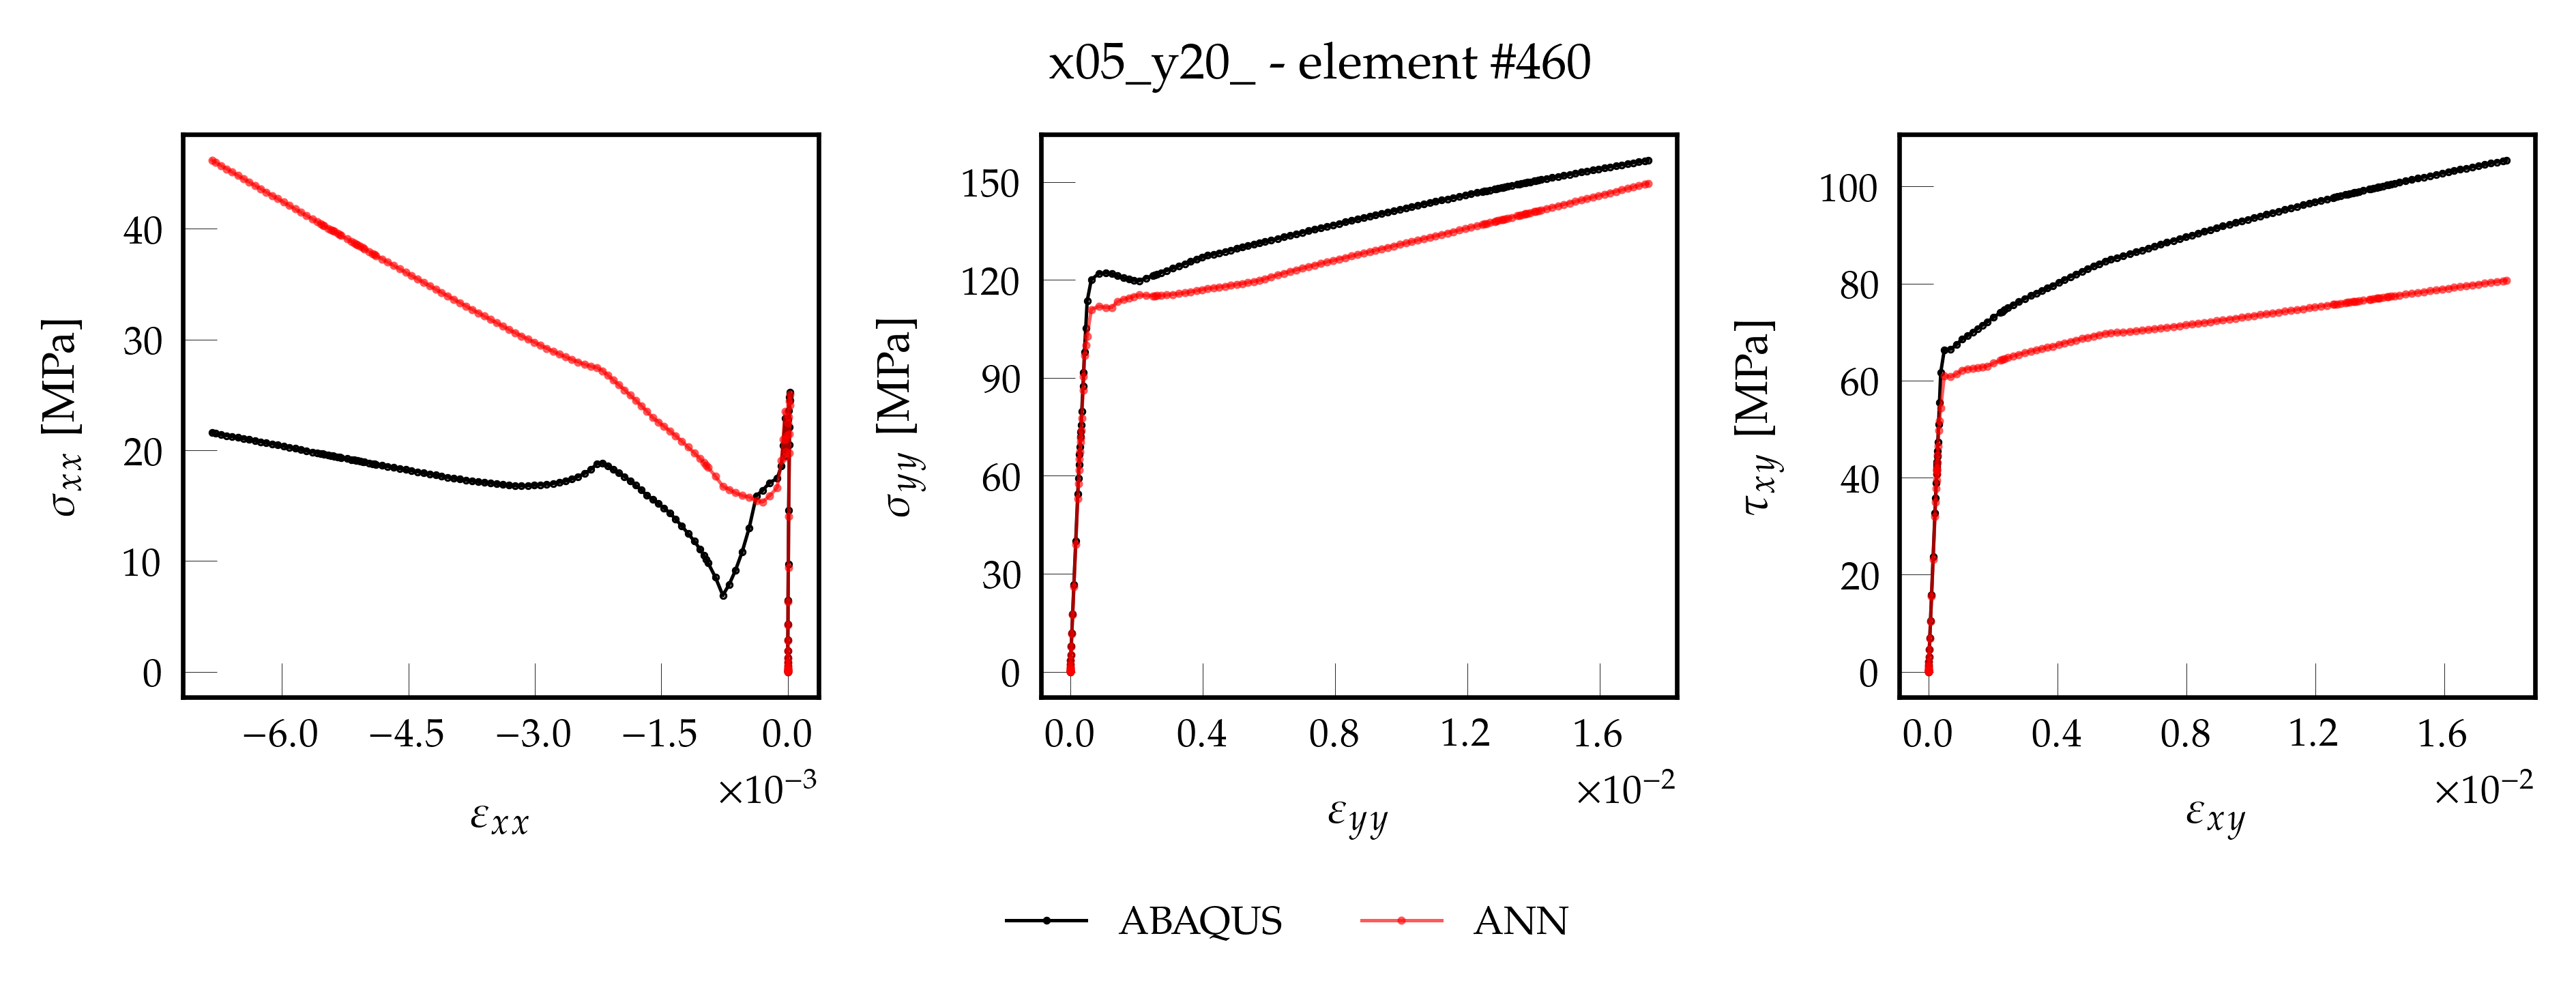 x05_y20_ - element #460
σxx [MPa]
40
30
20
10
0
−6.0 −4.5 −3.0 −1.5 0.0
×10−3
εxx
σyy [MPa]
150
120
90
60
30
0
0.0 0.4 0.8 1.2 1.6
×10−2
εyy
τxy [MPa]
100
80
60
40
20
0
0.0 0.4 0.8 1.2 1.6
×10−2
εxy
ABAQUS ANN